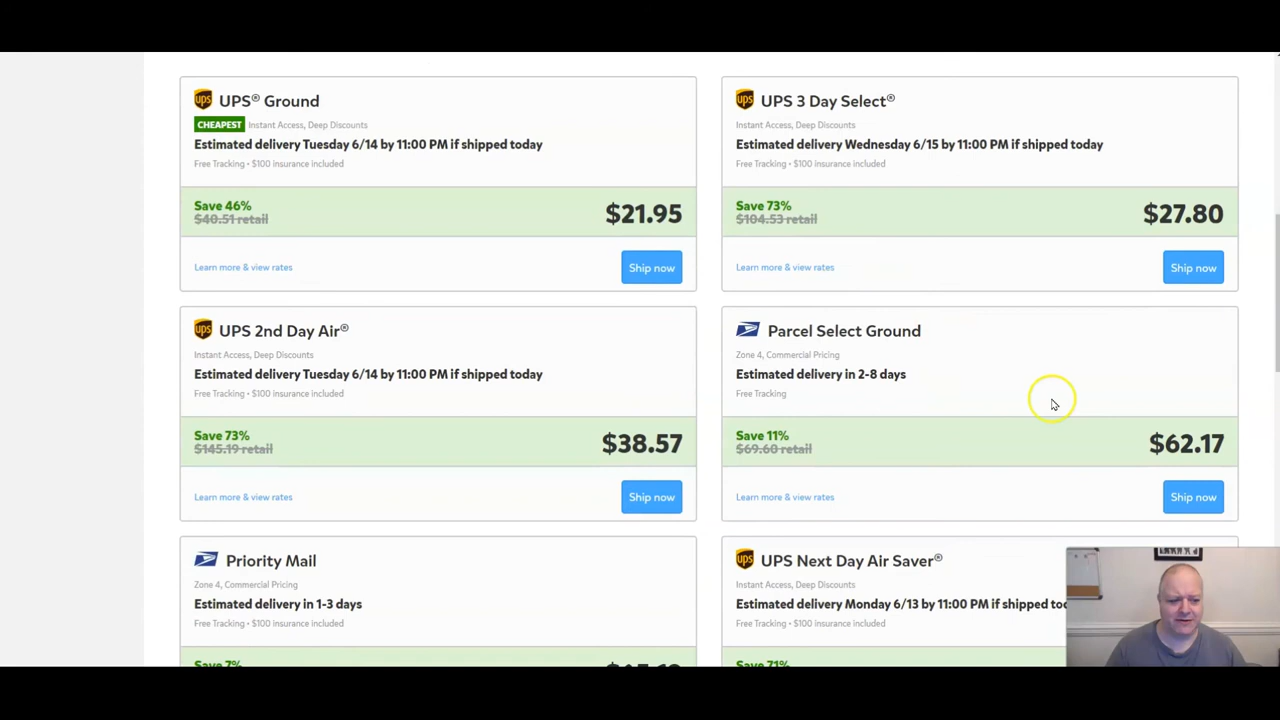 UPS® Ground
CHEAPEST Instant Access, Deep Discounts
Estimated delivery Tuesday 6/14 by 11:00 PM if shipped today
Free Tracking • $100 insurance included
Save 46%
$40.51 retail
$21.95
Learn more & view rates
Ship now
UPS 3 Day Select®
Instant Access, Deep Discounts
Estimated delivery Wednesday 6/15 by 11:00 PM if shipped today
Free Tracking • $100 insurance included
Save 73%
$104.53 retail
$27.80
Learn more & view rates
Ship now
UPS 2nd Day Air®
Instant Access, Deep Discounts
Estimated delivery Tuesday 6/14 by 11:00 PM if shipped today
Free Tracking • $100 insurance included
Save 73%
$145.19 retail
$38.57
Learn more & view rates
Ship now
Parcel Select Ground
Zone 4, Commercial Pricing
Estimated delivery in 2-8 days
Free Tracking
Save 11%
$69.60 retail
$62.17
Learn more & view rates
Ship now
Priority Mail
Zone 4, Commercial Pricing
Estimated delivery in 1-3 days
Free Tracking • $100 insurance included
Save 7%
UPS Next Day Air Saver®
Instant Access, Deep Discounts
Estimated delivery Monday 6/13 by 11:00 PM if shipped
Free Tracking • $100 insurance included
Save 71%